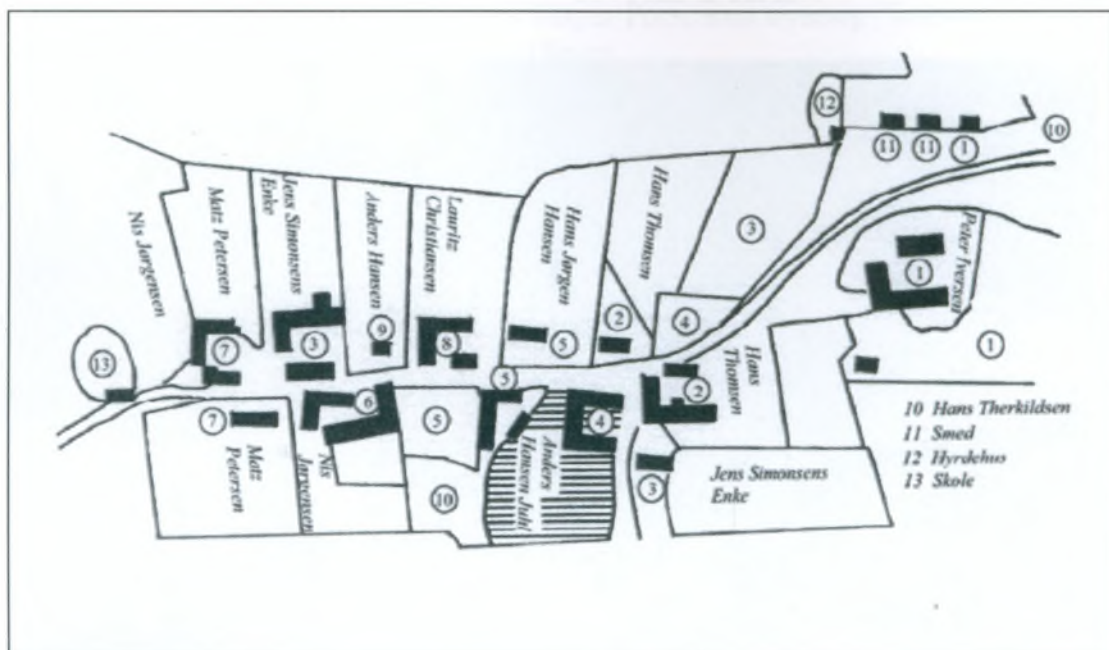 12
11
11
1
10
Nis Jørgensen
Matz Petersen
Jens Simonsens
Enke
Anders Hansen
Lauritz
Christiansen
Hans Jørgen
Hansen
Hans Thomsen
3
Peter Iversen
1
13
7
3
9
8
5
2
4
1
7
Matz
Petersen
6
Nis
Jørgensen
5
5
10
Anders
Hansen Juhl
4
2
Hans
Thomsen
3
Jens Simonsens
Enke
10 Hans Therkildsen
11 Smed
12 Hyrdehus
13 Skole